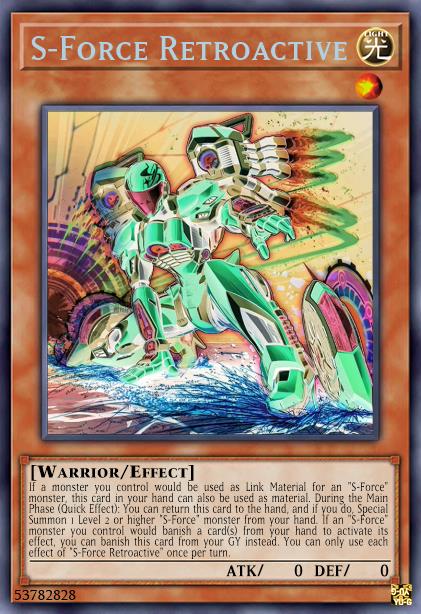 S-Force Retroactive
LIGHT
光
[Warrior/Effect]
If a monster you control would be used as Link Material for an "S-Force"
monster, this card in your hand can also be used as material. During the Main
Phase (Quick Effect): You can return this card to the hand, and if you do, Special
Summon 1 Level 2 or higher "S-Force" monster from your hand. If an "S-Force"
monster you control would banish a card(s) from your hand to activate its
effect, you can banish this card from your GY instead. You can only use each
effect of "S-Force Retroactive" once per turn.
ATK/ 0 DEF/ 0
53782828